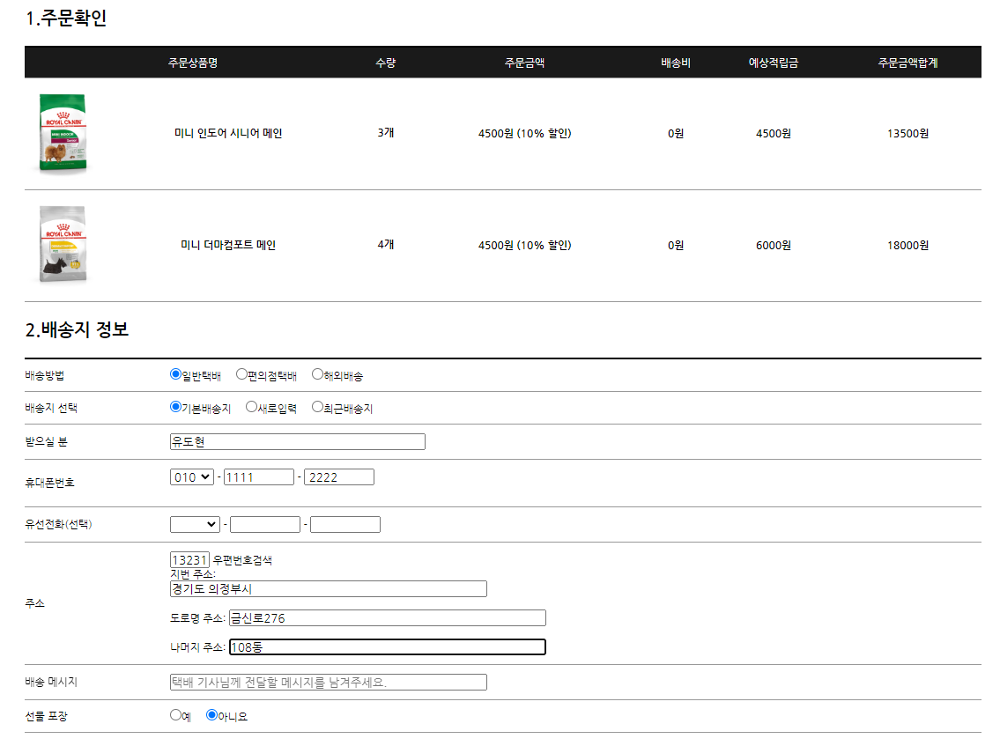 1.주문확인
주문상품명 수량 주문금액 배송비 예상적립금 주문금액합계
ROYAL CANIN
미니 인도어 시니어 메인 3개 4500원 (10% 할인) 0원 4500원 13500원
ROYAL CANIN
미니 더마컴포트 메인 4개 4500원 (10% 할인) 0원 6000원 18000원
2.배송지 정보
배송방법 일반택배 편의점택배 해외배송
배송지 선택 기본배송지 새로입력 최근배송지
받으실 분 유도현
휴대폰번호 010 - 1111 - 2222
유선전화(선택) - -
주소
13231 우편번호검색
지번 주소:
경기도 의정부시
도로명 주소: 금신로276
나머지 주소: 108동
배송 메시지 택배 기사님께 전달할 메시지를 남겨주세요.
선물 포장 예 아니요